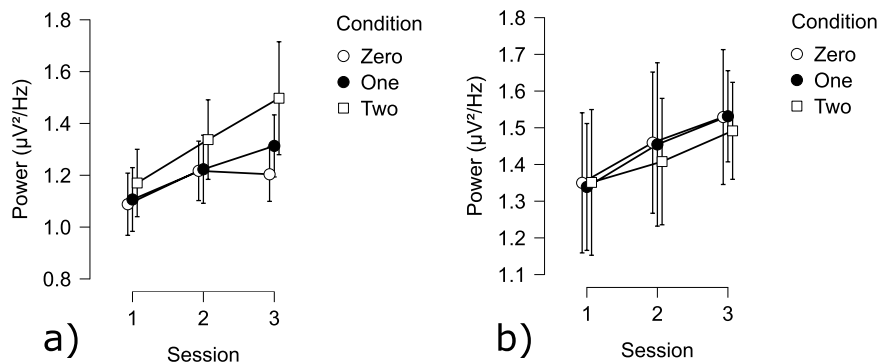 1.8
1.6
1.4
1.2
1.0
0.8
Power (µV²/Hz)
1
2
3
Session
a)
Condition
Zero
One
Two
1.8
1.7
1.6
1.5
1.4
1.3
1.2
1.1
Power (µV²/Hz)
1
2
3
Session
b)
Condition
Zero
One
Two